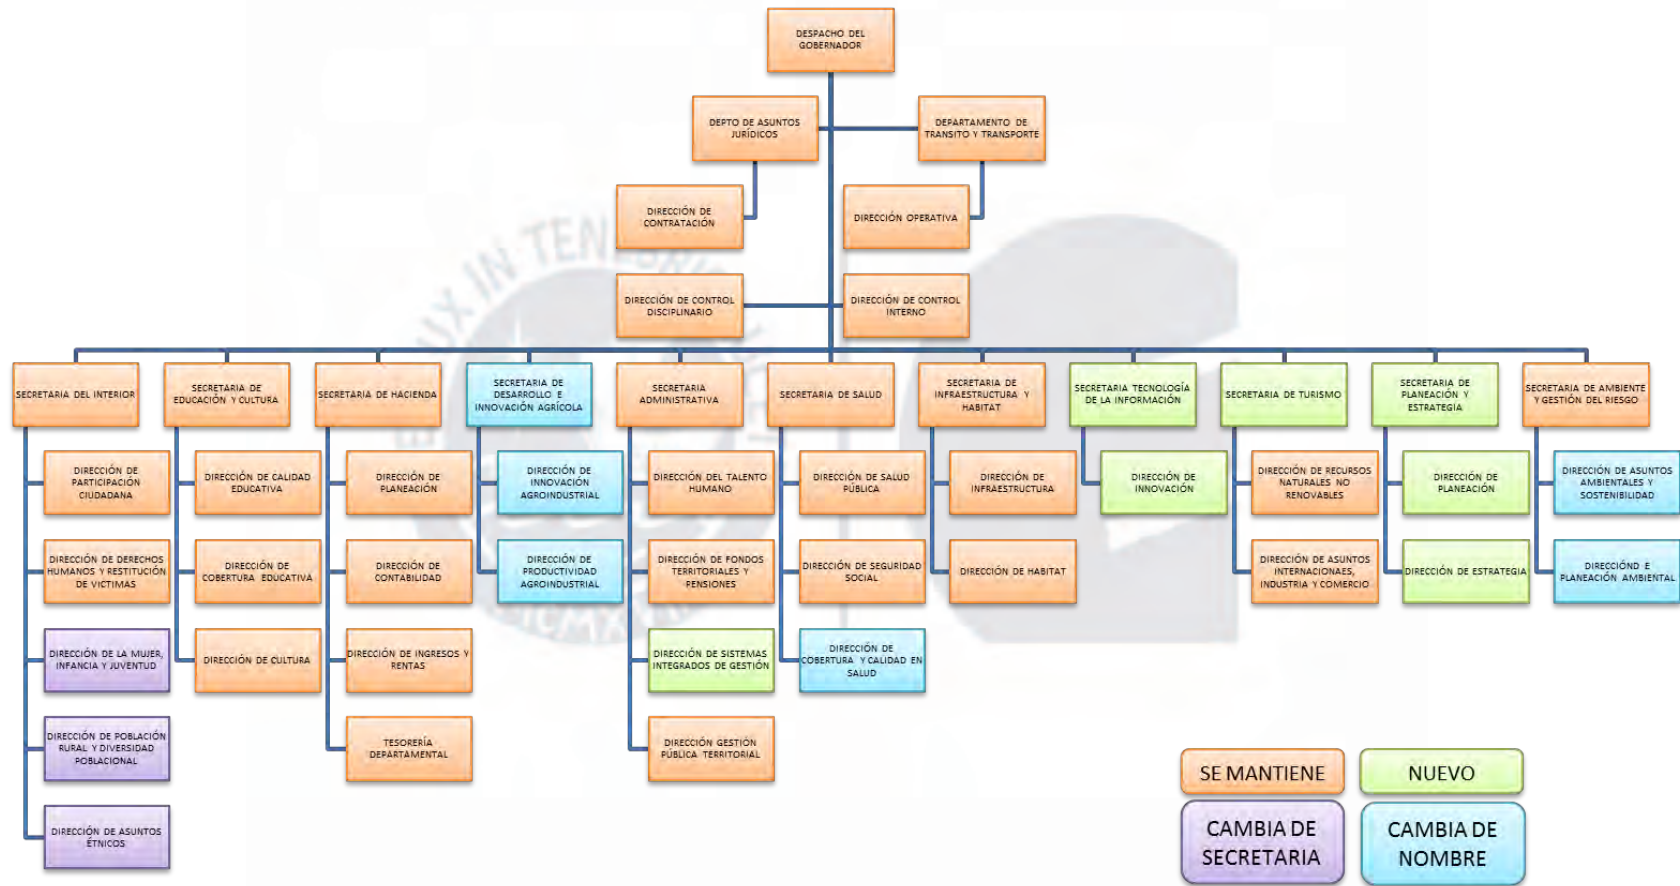 DESPACHO DEL
GOBERNADOR
DEPTO DE ASUNTOS
JURÍDICOS
DEPARTAMENTO DE
TRANSITO Y TRANSPORTE
DIRECCIÓN DE
CONTRATACIÓN
DIRECCIÓN OPERATIVA
DIRECCIÓN DE CONTROL
DISCIPLINARIO
DIRECCIÓN DE CONTROL
INTERNO
SECRETARIA DEL INTERIOR
SECRETARIA DE
EDUCACIÓN Y CULTURA
SECRETARIA DE HACIENDA
SECRETARIA DE
DESARROLLO E
INNOVACIÓN AGRÍCOLA
SECRETARIA
ADMINISTRATIVA
SECRETARIA DE SALUD
SECRETARIA DE
INFRAESTRUCTURA Y
HABITAT
SECRETARIA TECNOLOGÍA
DE LA INFORMACIÓN
SECRETARIA DE TURISMO
SECRETARIA DE
PLANEACIÓN Y
ESTRATEGIA
SECRETARIA DE AMBIENTE
Y GESTIÓN DEL RIESGO
DIRECCIÓN DE
PARTICIPACIÓN
CIUDADANA
DIRECCIÓN DE CALIDAD
EDUCATIVA
DIRECCIÓN DE
PLANEACIÓN
DIRECCIÓN DE
INNOVACIÓN
AGROINDUSTRIAL
DIRECCIÓN DEL TALENTO
HUMANO
DIRECCIÓN DE SALUD
PÚBLICA
DIRECCIÓN DE
INFRAESTRUCTURA
DIRECCIÓN DE
INNOVACIÓN
DIRECCIÓN DE RECURSOS
NATURALES NO
RENOVABLES
DIRECCIÓN DE
PLANEACIÓN
DIRECCIÓN DE ASUNTOS
AMBIENTALES Y
SOSTENIBILIDAD
DIRECCIÓN DE DERECHOS
HUMANOS Y RESTITUCIÓN
DE VICTIMAS
DIRECCIÓN DE
COBERTURA EDUCATIVA
DIRECCIÓN DE
CONTABILIDAD
DIRECCIÓN DE
PRODUCTIVIDAD
AGROINDUSTRIAL
DIRECCIÓN DE FONDOS
TERRITORIALES Y
PENSIONES
DIRECCIÓN DE SEGURIDAD
SOCIAL
DIRECCIÓN DE HABITAT
DIRECCIÓN DE ASUNTOS
INTERNACIONALES,
INDUSTRIA Y COMERCIO
DIRECCIÓN DE ESTRATEGIA
DIRECCIÓND E
PLANEACIÓN AMBIENTAL
DIRECCIÓN DE LA MUJER,
INFANCIA Y JUVENTUD
DIRECCIÓN DE CULTURA
DIRECCIÓN DE INGRESOS Y
RENTAS
DIRECCIÓN DE SISTEMAS
INTEGRADOS DE GESTIÓN
DIRECCIÓN DE
COBERTURA Y CALIDAD EN
SALUD
DIRECCIÓN DE POBLACIÓN
RURAL Y DIVERSIDAD
POBLACIONAL
TESORERÍA
DEPARTAMENTAL
DIRECCIÓN GESTIÓN
PÚBLICA TERRITORIAL
DIRECCIÓN DE ASUNTOS
ÉTNICOS
SE MANTIENE
NUEVO
CAMBIA DE
SECRETARIA
CAMBIA DE
NOMBRE